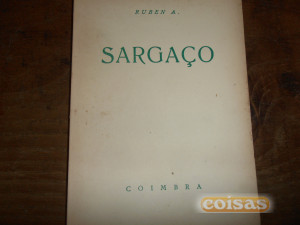 RUBEN A.
SARGAÇO
COIMBRA
coisas